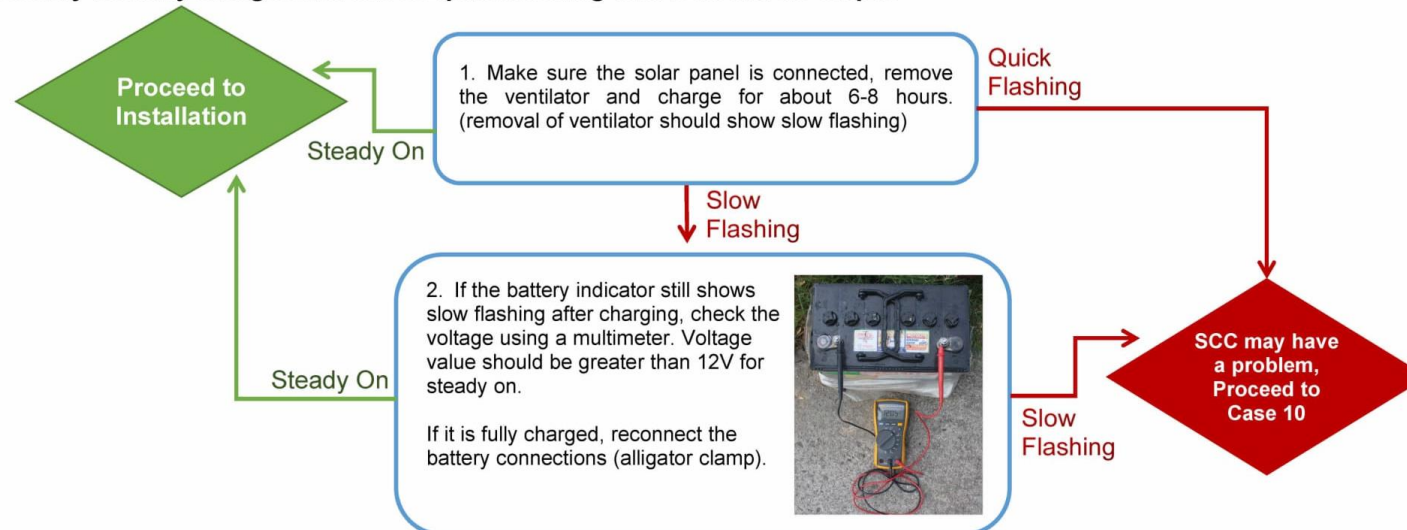 Proceed to
Installation
Steady On
1. Make sure the solar panel is connected, remove
the ventilator and charge for about 6-8 hours.
(removal of ventilator should show slow flashing)
Quick
Flashing
Slow
Flashing
2. If the battery indicator still shows
slow flashing after charging, check the
voltage using a multimeter. Voltage
value should be greater than 12V for
steady on.
If it is fully charged, reconnect the
battery connections (alligator clamp).
Steady On
Slow
Flashing
SCC may have
a problem,
Proceed to
Case 10